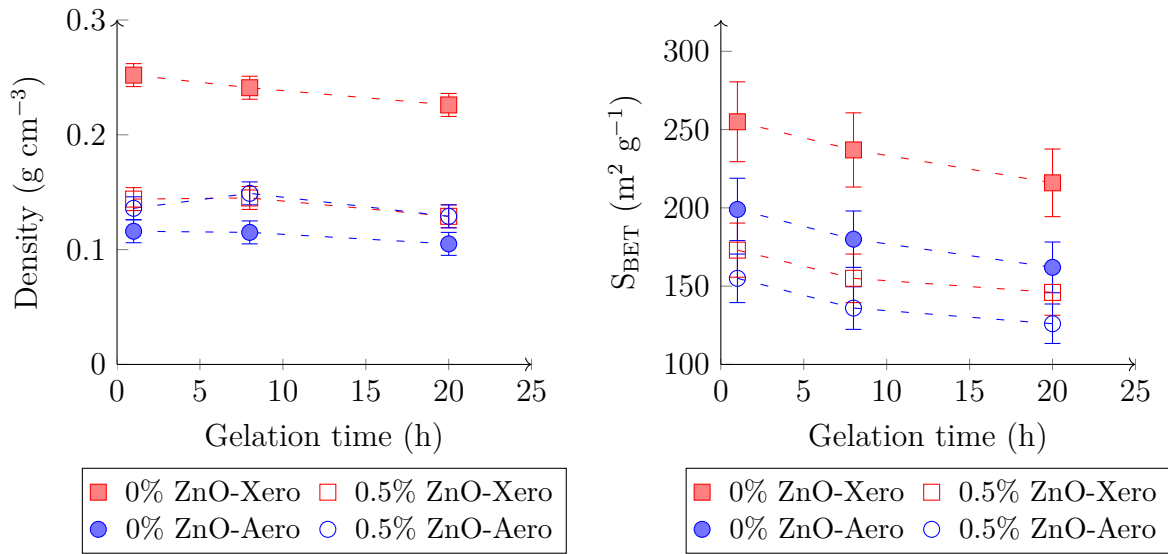 0.3
0.2
0.1
0
0 5 10 15 20 25
Density (g cm⁻³)
Gelation time (h)
0% ZnO-Xero 0.5% ZnO-Xero
0% ZnO-Aero 0.5% ZnO-Aero
300
250
200
150
100
0 5 10 15 20 25
S_BET (m² g⁻¹)
Gelation time (h)
0% ZnO-Xero 0.5% ZnO-Xero
0% ZnO-Aero 0.5% ZnO-Aero